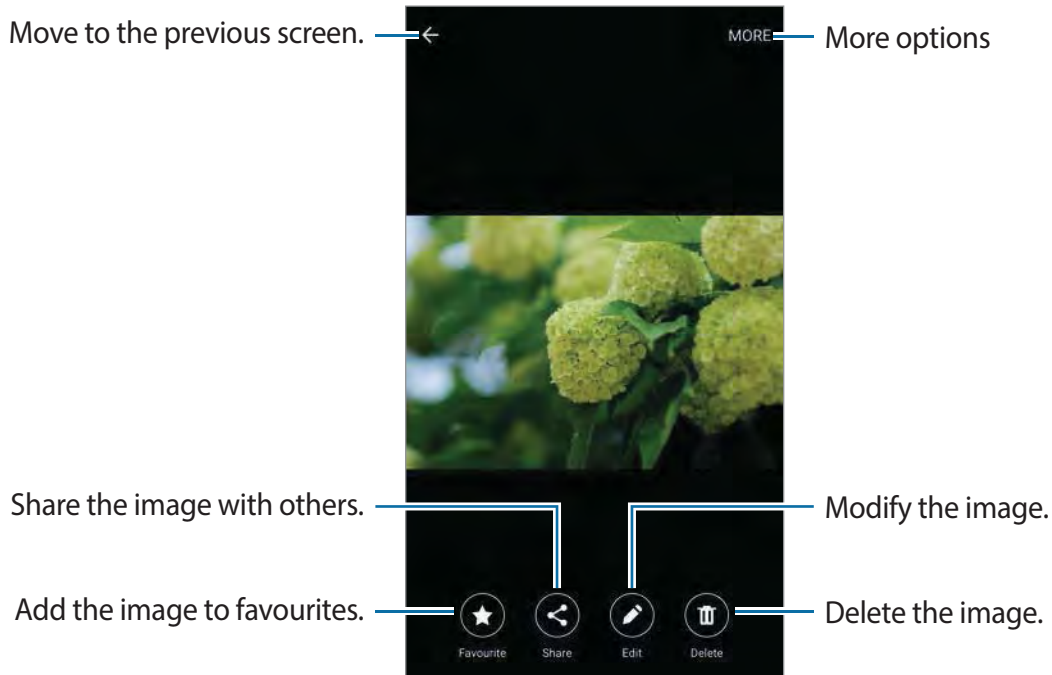 Move to the previous screen.
MORE
More options
Share the image with others.
Modify the image.
Add the image to favourites.
Delete the image.
Favourite
Share
Edit
Delete